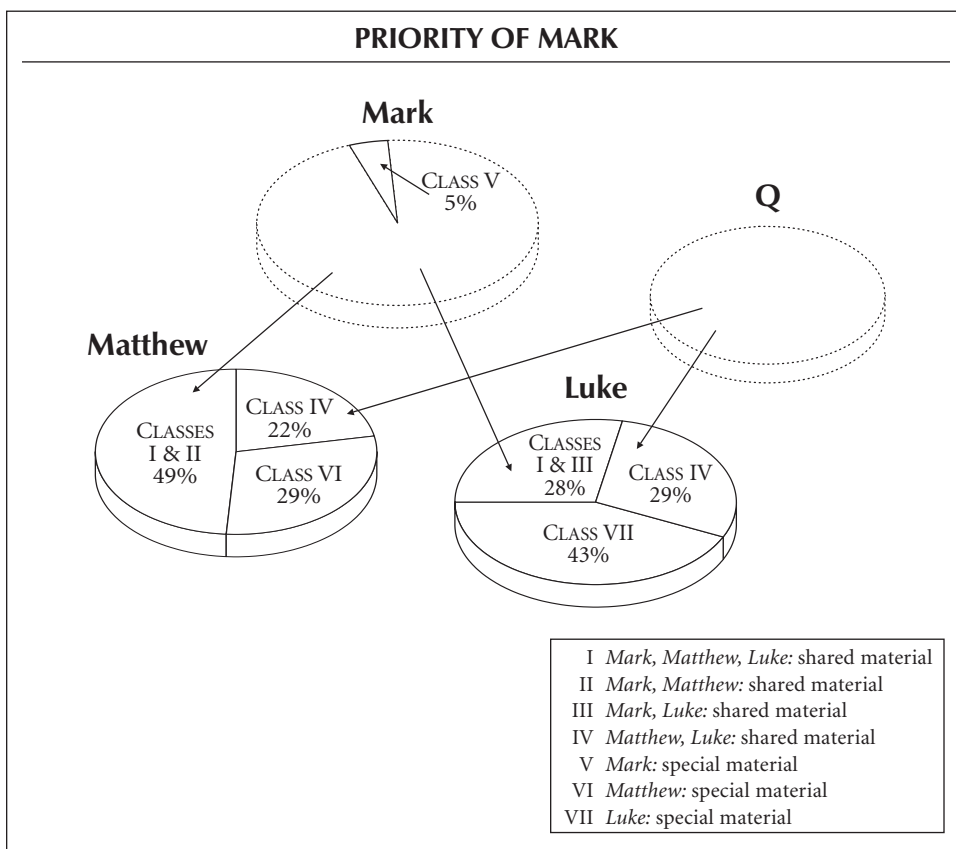 PRIORITY OF MARK
Mark
CLASS V
5%
Q
Matthew
CLASSES
I & II
49%
CLASS IV
22%
CLASS VI
29%
Luke
CLASSES
I & III
28%
CLASS IV
29%
CLASS VII
43%
I Mark, Matthew, Luke: shared material
II Mark, Matthew: shared material
III Mark, Luke: shared material
IV Matthew, Luke: shared material
V Mark: special material
VI Matthew: special material
VII Luke: special material